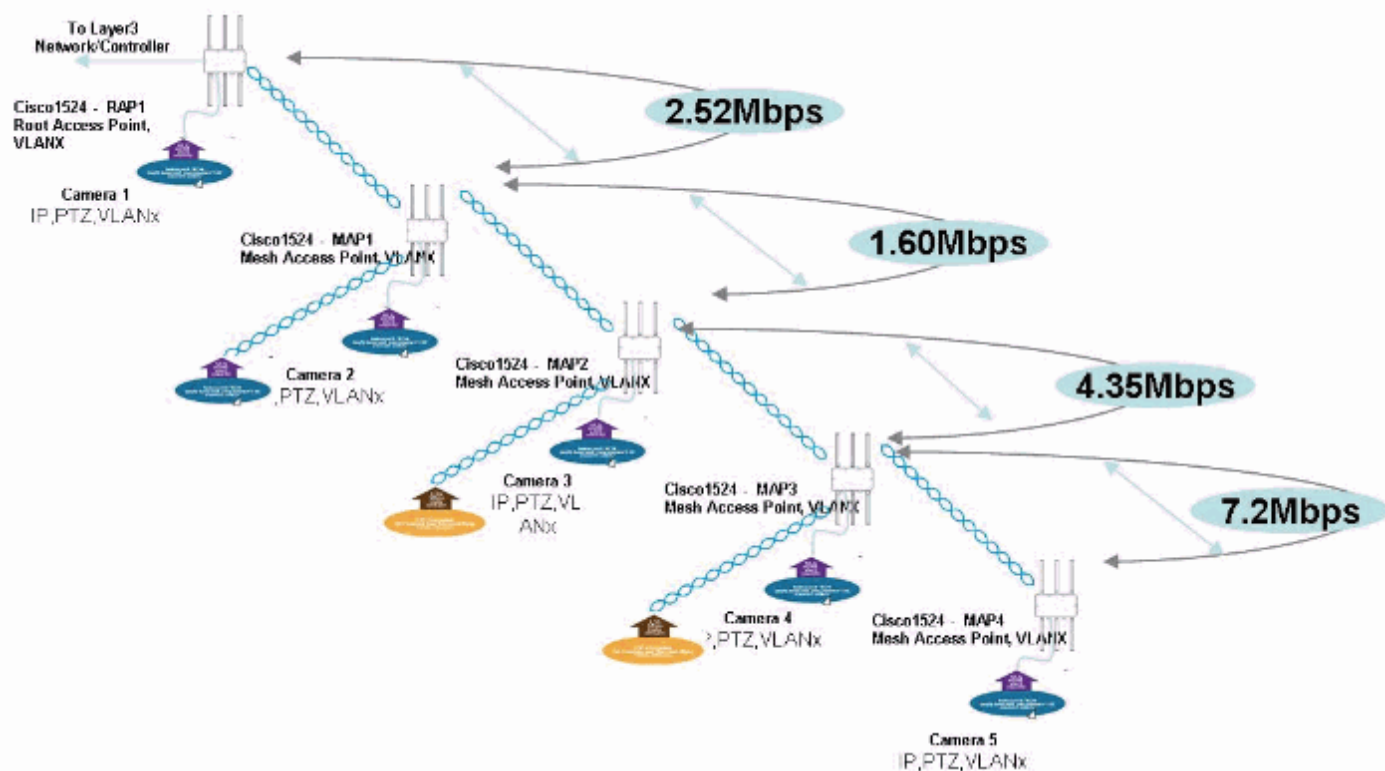 To Layer3
Network/Controller
Cisco1524 - RAP1
Root Access Point,
VLANX
2.52Mbps
Camera 1
IP,PTZ,VLANx
Cisco1524 - MAP1
Mesh Access Point, VLANX
1.60Mbps
Camera 2
,PTZ,VLANx
Cisco1524 - MAP2
Mesh Access Point, VLANX
4.35Mbps
Camera 3
IP,PTZ,VL
ANx
Cisco1524 - MAP3
Mesh Access Point, VLANX
7.2Mbps
Camera 4
,PTZ,VLANx
Cisco1524 - MAP4
Mesh Access Point, VLANX
Camera 5
IP,PTZ,VLANx